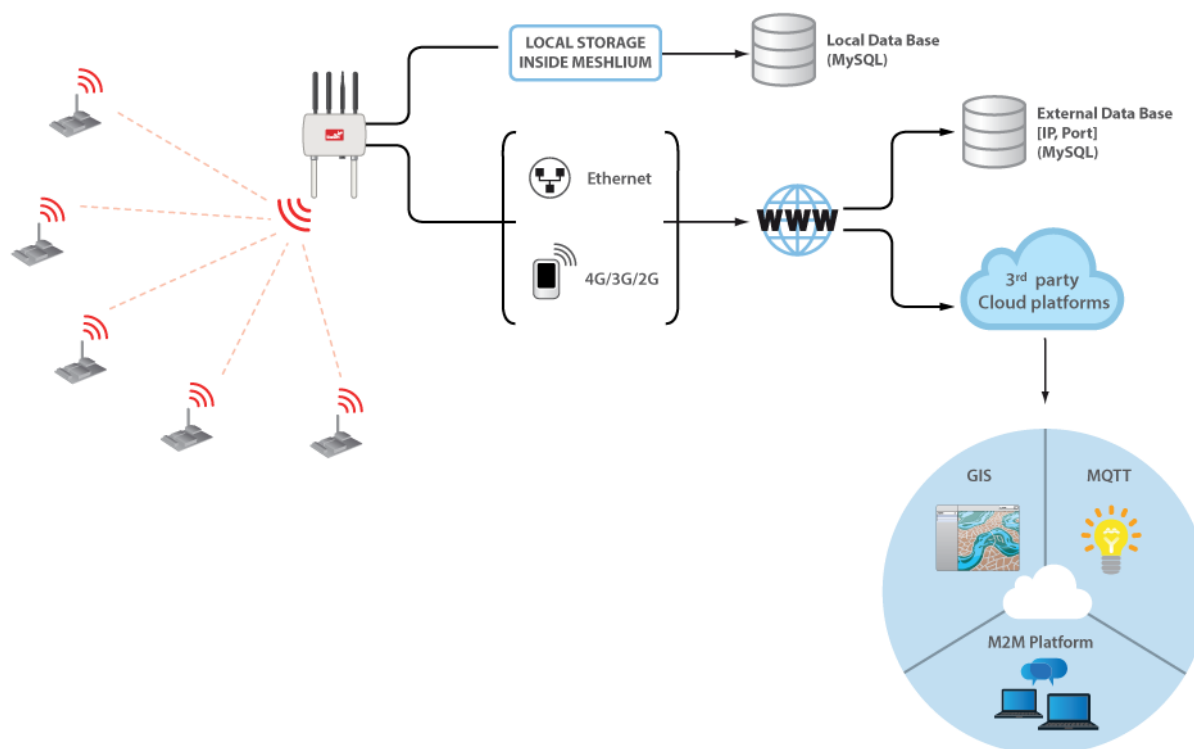 LOCAL STORAGE
INSIDE MESHLIUM
Local Data Base
(MySQL)
External Data Base
[IP, Port]
(MySQL)
Ethernet
WWW
4G/3G/2G
3rd party
Cloud platforms
GIS
MQTT
M2M Platform